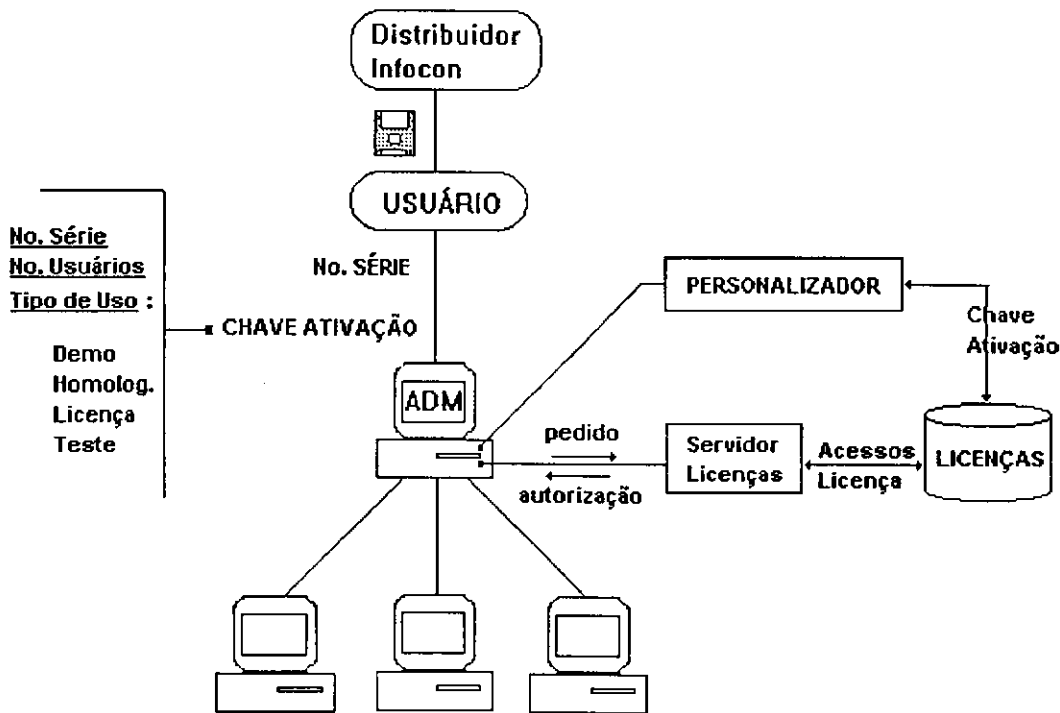 Distribuidor
Infocon
USUÁRIO
No. Série
No. Usuários
Tipo de Uso :
Demo
Homolog.
Licença
Teste
No. SÉRIE
CHAVE ATIVAÇÃO
ADM
PERSONALIZADOR
Chave
Ativação
pedido
autorização
Servidor
Licenças
Acessos
Licença
LICENÇAS